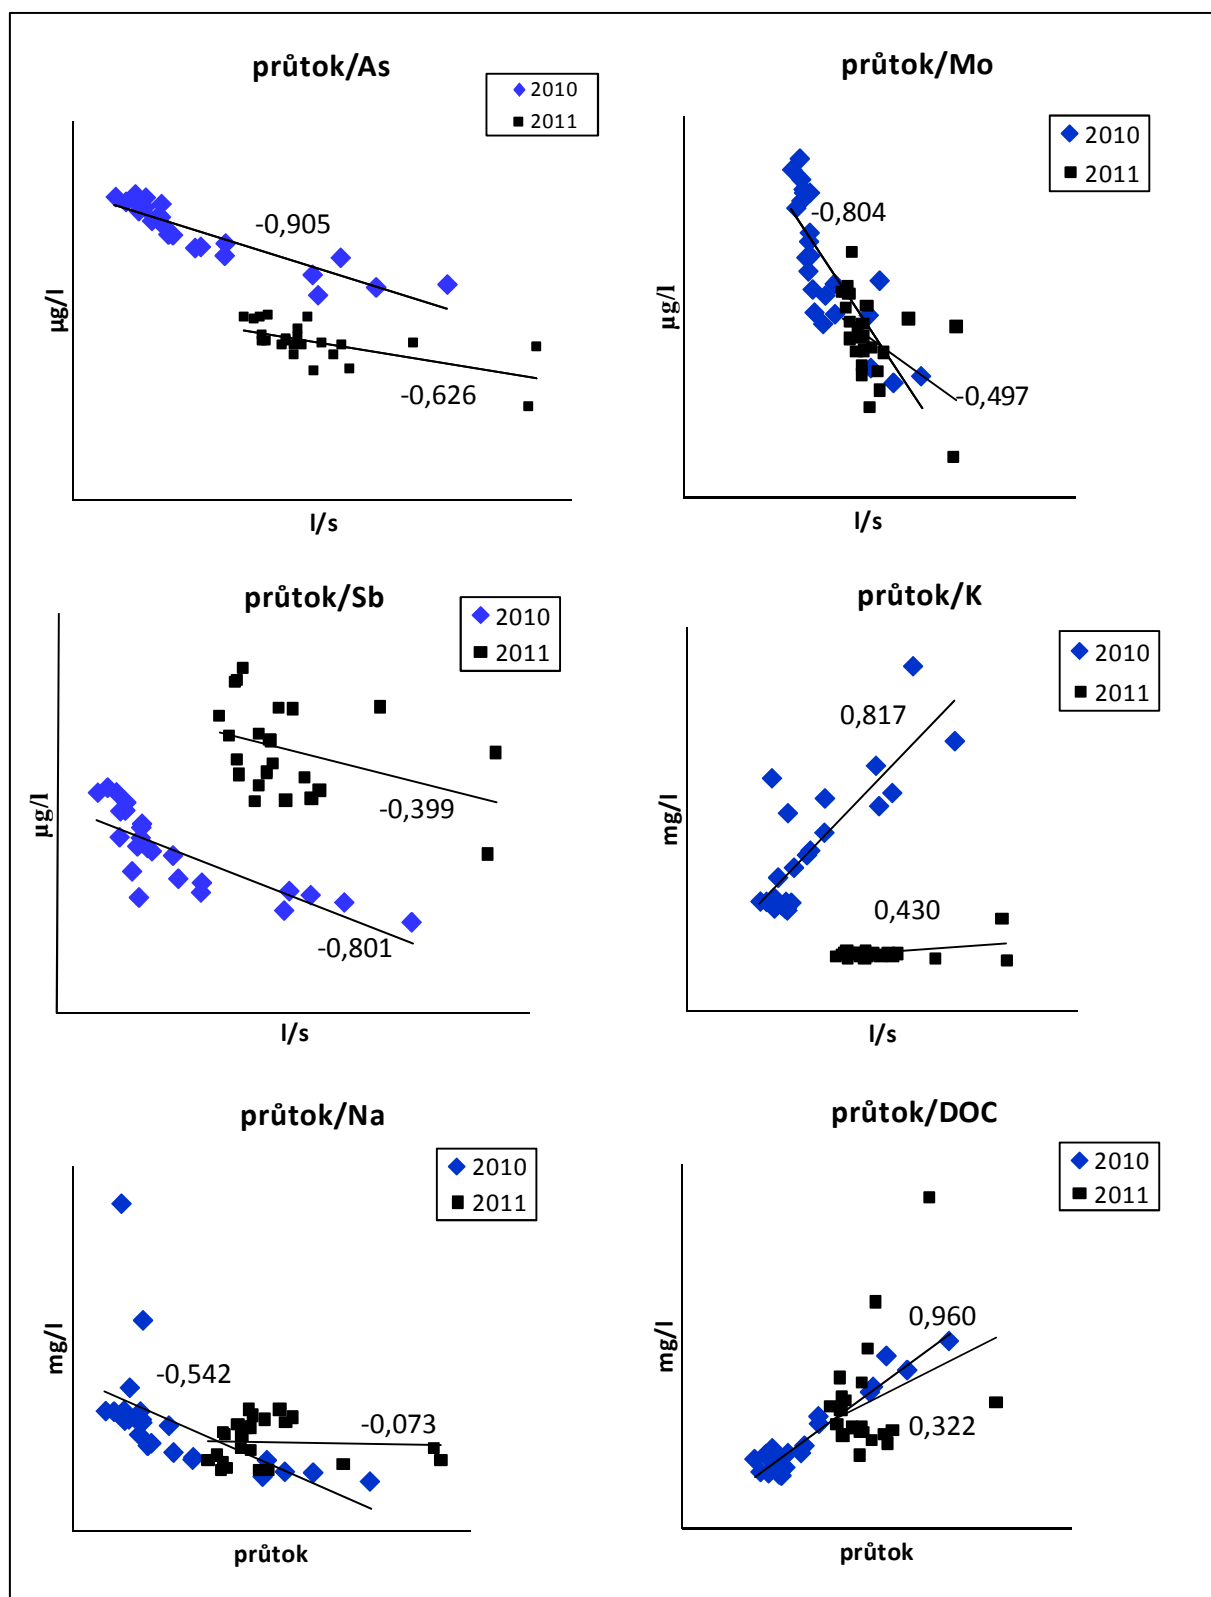 průtok/As
2010
2011
-0,905
-0,626
µg/l
l/s
průtok/Mo
2010
2011
-0,804
-0,497
µg/l
l/s
průtok/Sb
2010
2011
-0,399
-0,801
µg/l
l/s
průtok/K
2010
2011
0,817
0,430
mg/l
l/s
průtok/Na
2010
2011
-0,542
-0,073
mg/l
průtok
průtok/DOC
2010
2011
0,960
0,322
mg/l
průtok